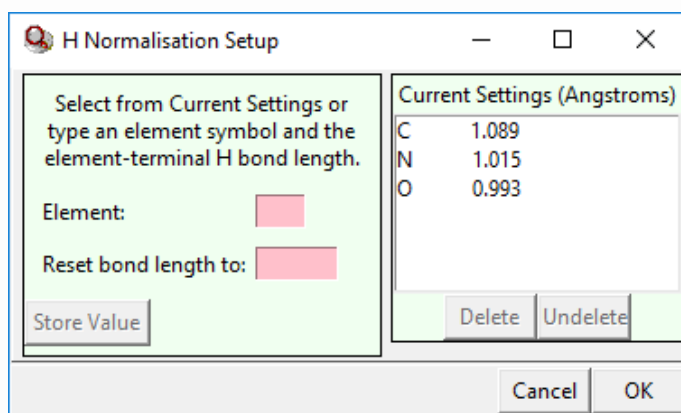 H Normalisation Setup
Select from Current Settings or
type an element symbol and the
element-terminal H bond length.
Element:
Reset bond length to:
Store Value
Current Settings (Angstroms)
C 1.089
N 1.015
O 0.993
Delete Undelete
Cancel OK